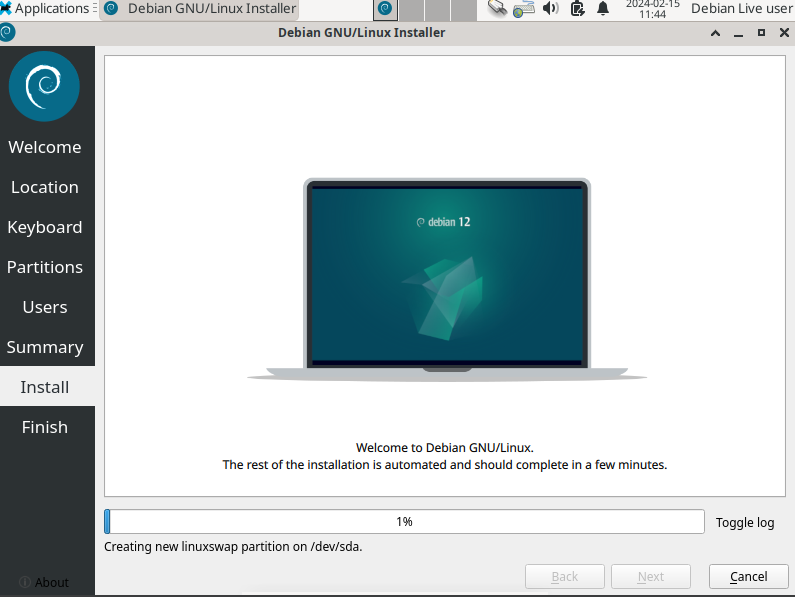 Applications
Debian GNU/Linux Installer
2024-02-15
11:44
Debian Live user
Debian GNU/Linux Installer
Welcome
Location
Keyboard
Partitions
Users
Summary
Install
Finish
About
debian 12
Welcome to Debian GNU/Linux.
The rest of the installation is automated and should complete in a few minutes.
1%
Toggle log
Creating new linuxswap partition on /dev/sda.
Back
Next
Cancel